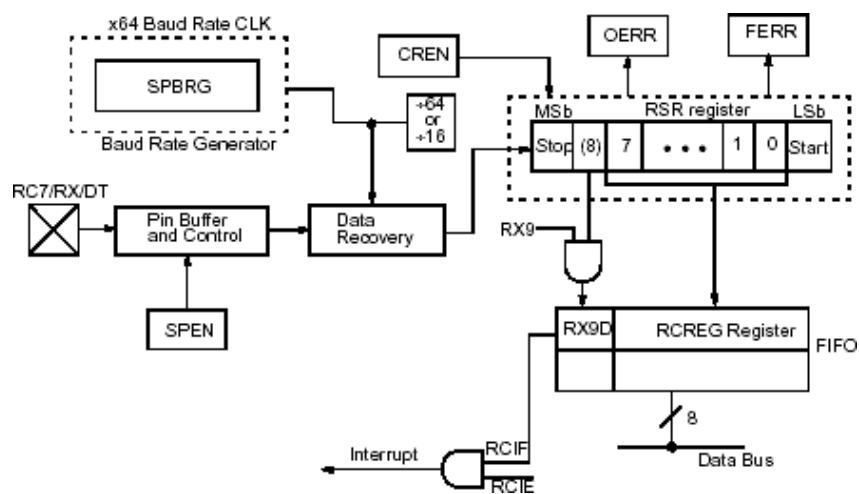 x64 Baud Rate CLK
SPBRG
Baud Rate Generator
CREN
OERR
FERR
÷64
or
÷16
MSb
RSR register
LSb
Stop
(8)
7
• • •
1
0
Start
RC7/RX/DT
Pin Buffer
and Control
Data
Recovery
SPEN
RX9
RX9D
RCREG Register
FIFO
8
Data Bus
Interrupt
RCIF
RCIE